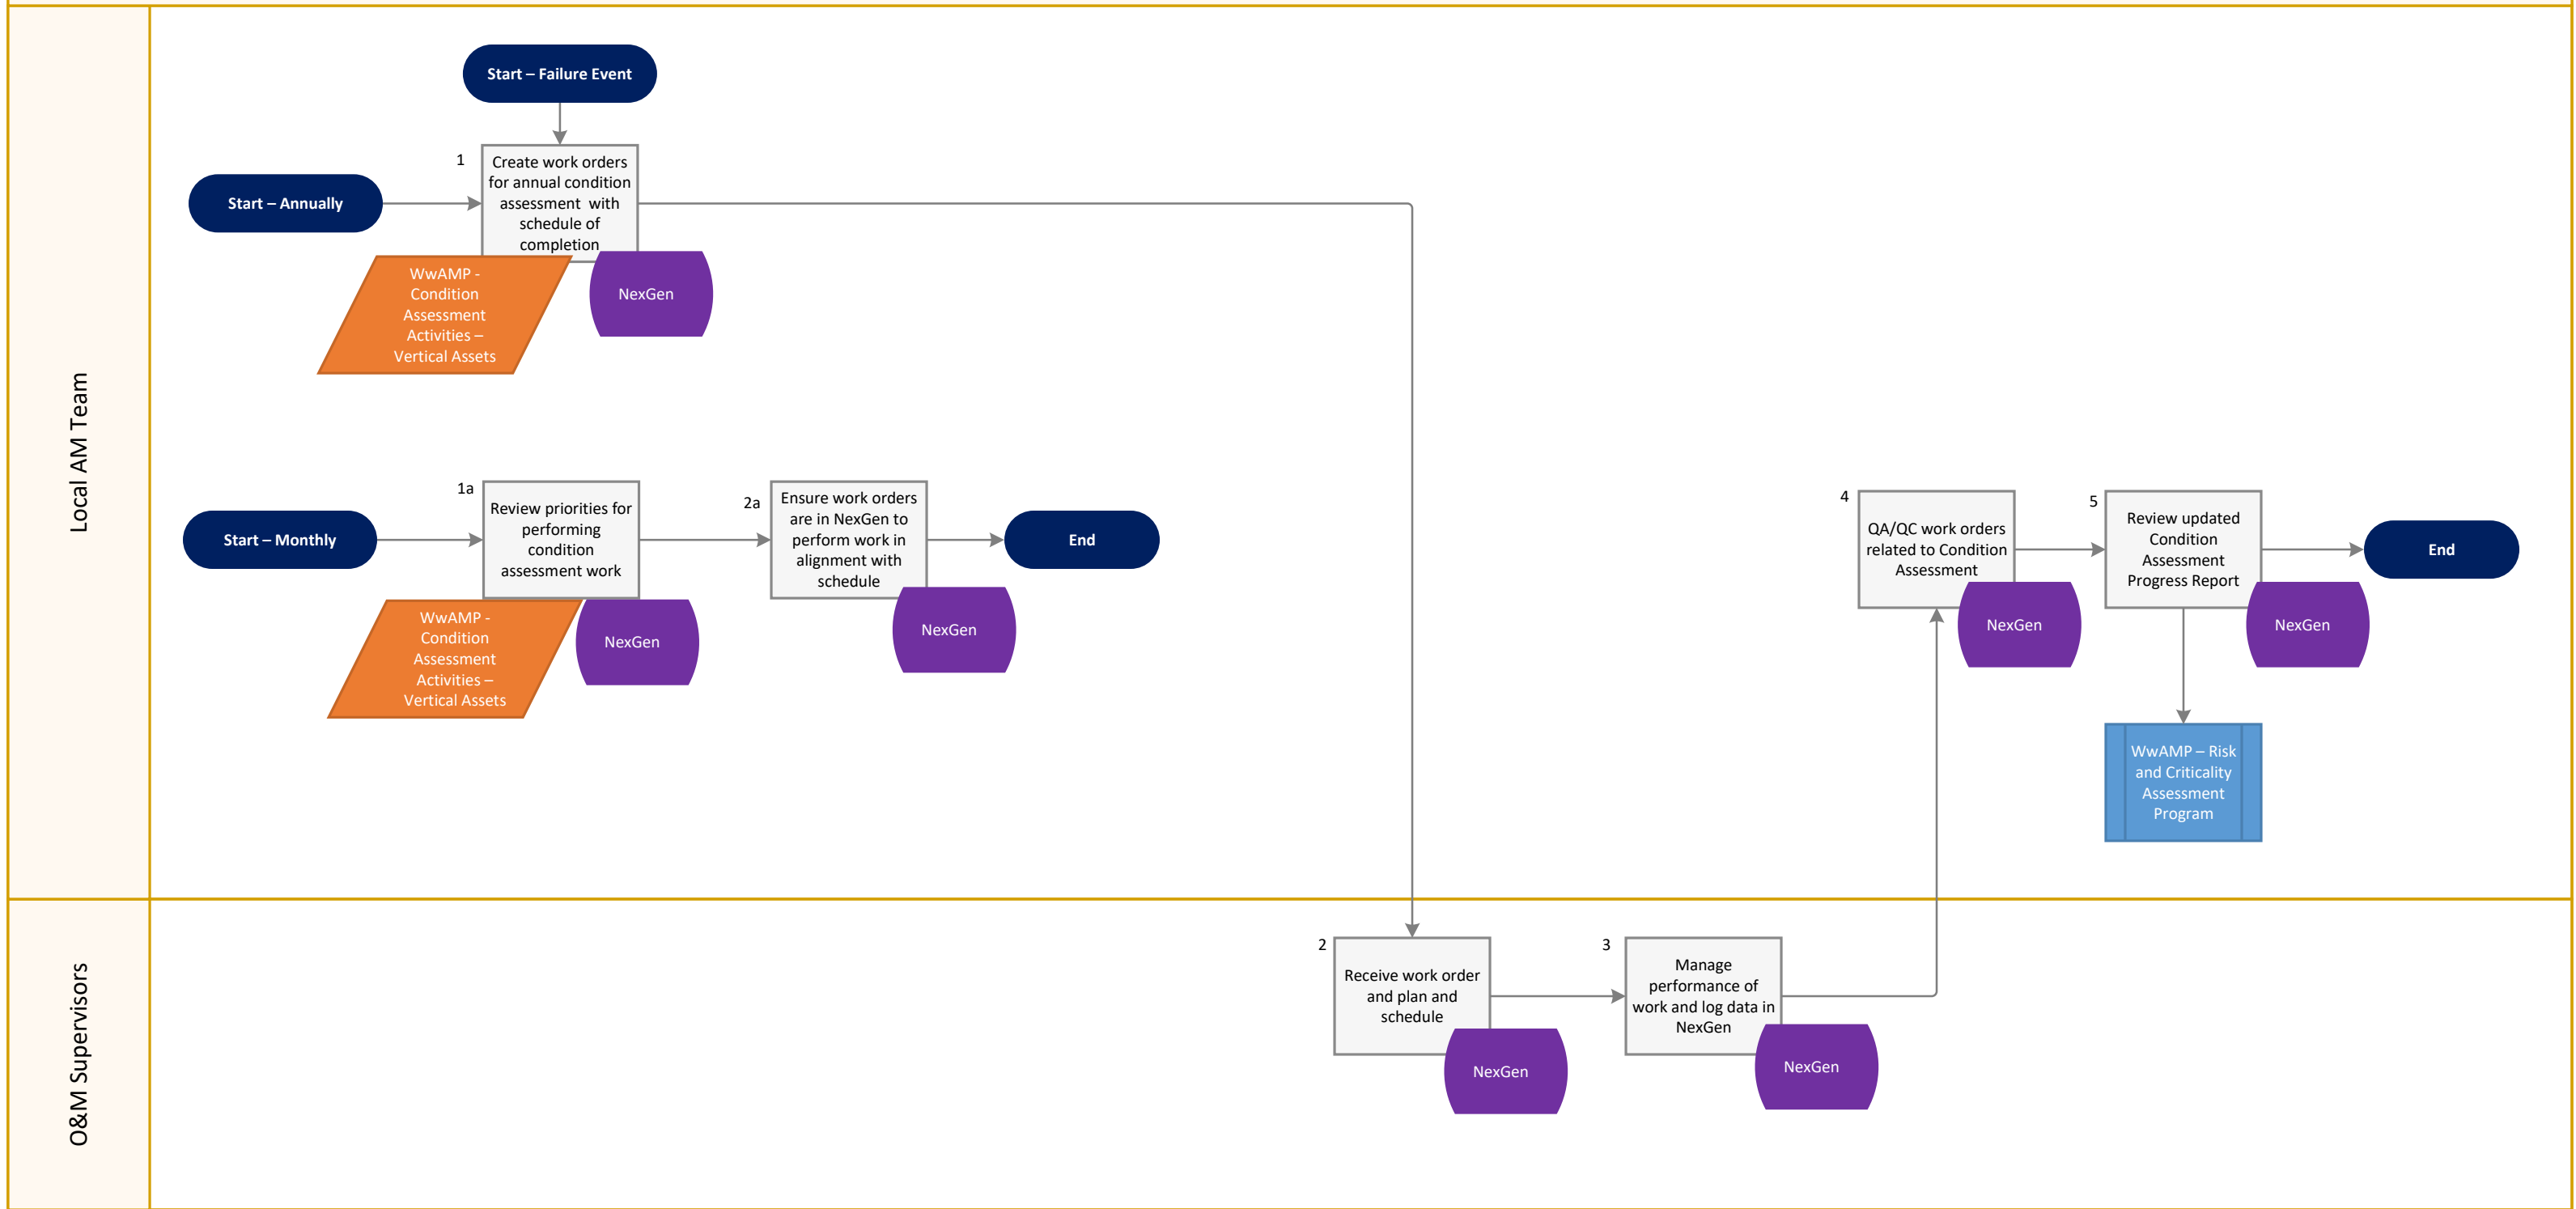 Local AM Team
Start – Failure Event
1
Create work orders
for annual condition
assessment with
schedule of
completion
Start – Annually
WwAMP -
Condition
Assessment
Activities –
Vertical Assets
NexGen
Start – Monthly
1a
Review priorities for
performing
condition
assessment work
WwAMP -
Condition
Assessment
Activities –
Vertical Assets
NexGen
2a
Ensure work orders
are in NexGen to
perform work in
alignment with
schedule
NexGen
End
4
QA/QC work orders
related to Condition
Assessment
NexGen
5
Review updated
Condition
Assessment
Progress Report
NexGen
End
WwAMP – Risk
and Criticality
Assessment
Program
O&M Supervisors
2
Receive work order
and plan and
schedule
NexGen
3
Manage
performance of
work and log data in
NexGen
NexGen